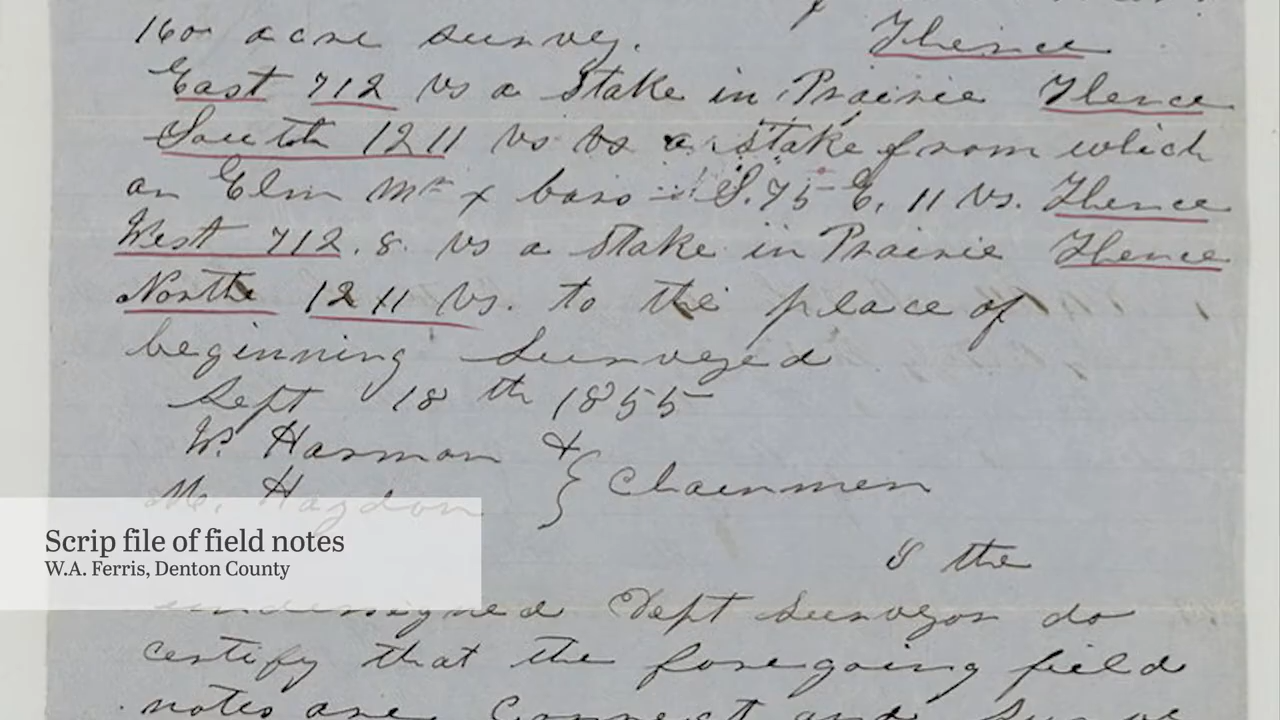 160 acre survey. Thence
East 712 vs a Stake in Prairie Thence
South 1211 vs to a stake from which
an Elm mkd x bars S. 75 E. 11 vs. Thence
West 712.8 vs a Stake in Prairie Thence
North 1211 vs. to the place of
beginning Surveyed
Sept 18th 1855
W. Harmon &
M. Haydon } Chainmen
Scrip file of field notes
W.A. Ferris, Denton County
I the
undersigned Dept Surveyor do
certify that the foregoing field
notes are Correct and